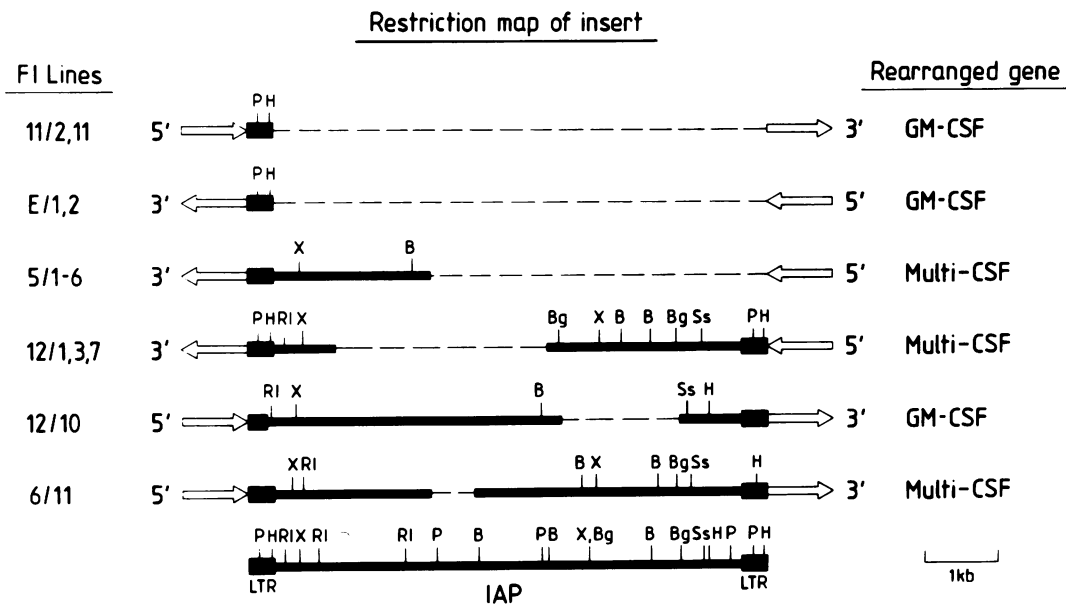 Restriction map of insert
FI Lines
Rearranged gene
P H
11/2,11 5' 3' GM-CSF
P H
E/1,2 3' 5' GM-CSF
X B
5/1-6 3' 5' Multi-CSF
P H RI X Bg X B B Bg Ss P H
12/1,3,7 3' 5' Multi-CSF
RI X B Ss H
12/10 5' 3' GM-CSF
X RI B X B Bg Ss H
6/11 5' 3' Multi-CSF
P H RI X RI RI P B P B X,Bg B Bg Ss H P P H
LTR IAP LTR
1kb